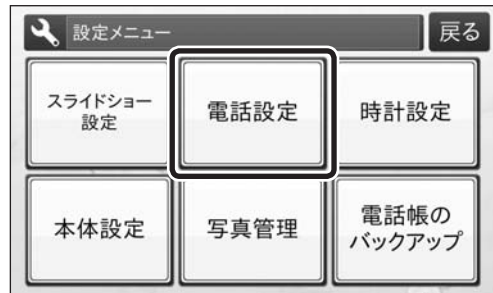 設定メニュー
戻る
スライドショー
設定
電話設定
時計設定
本体設定
写真管理
電話帳の
バックアップ